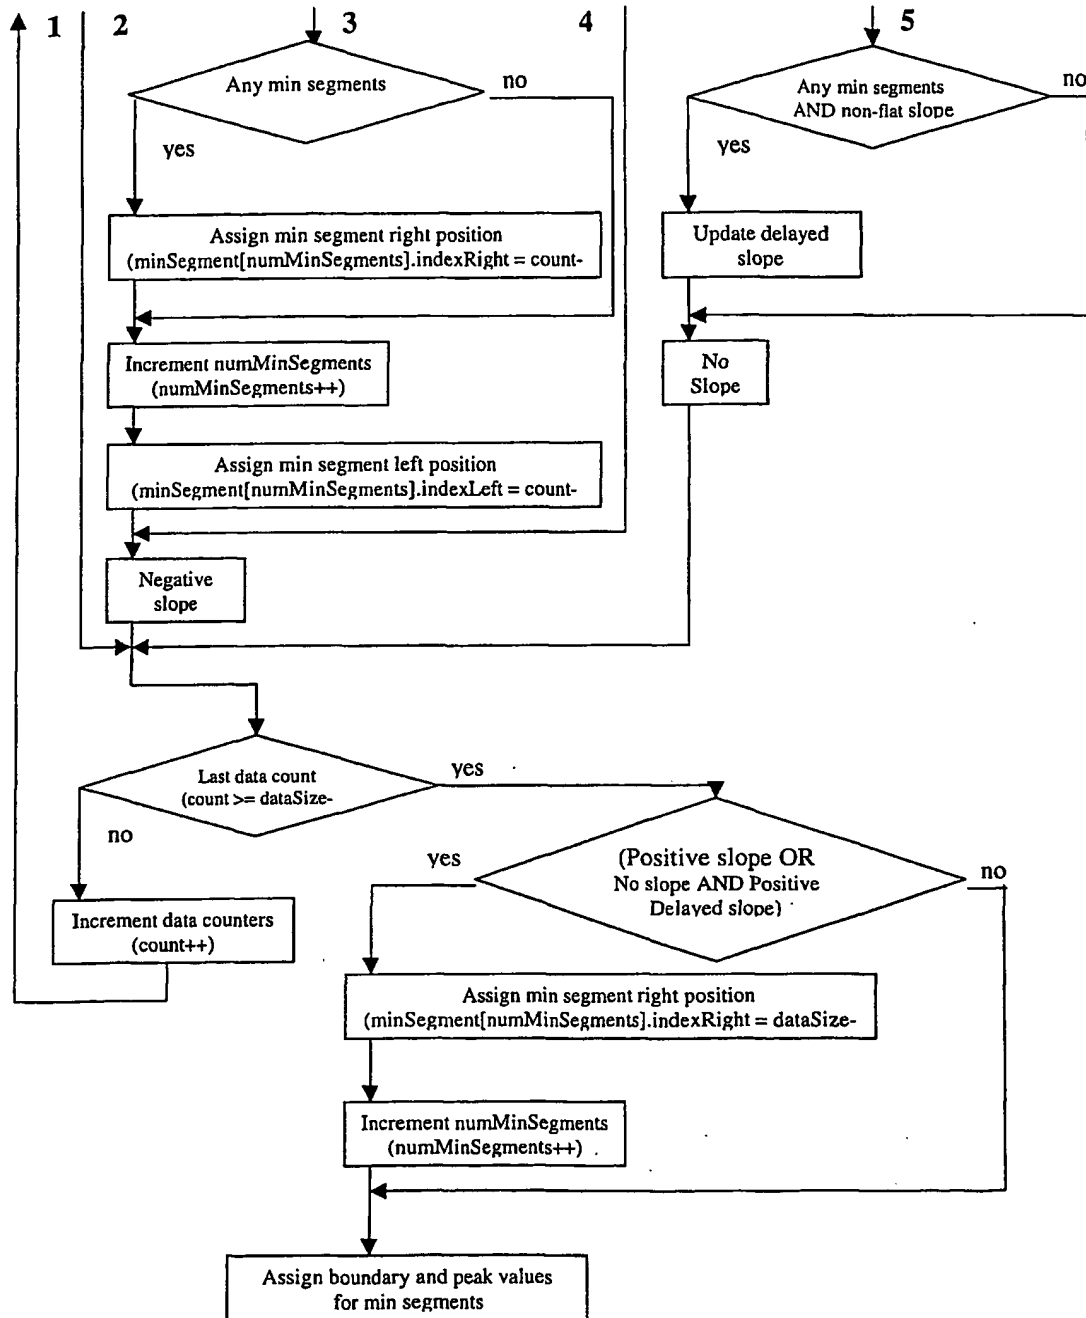 1 2 3 4 5
Any min segments
no
yes
Any min segments
AND non-flat slope
no
yes
Assign min segment right position
(minSegment[numMinSegments].indexRight = count-
Update delayed
slope
Increment numMinSegments
(numMinSegments++)
No
Slope
Assign min segment left position
(minSegment[numMinSegments].indexLeft = count-
Negative
slope
Last data count
(count >= dataSize-
yes
no
(Positive slope OR
No slope AND Positive
Delayed slope)
yes
no
Increment data counters
(count++)
Assign min segment right position
(minSegment[numMinSegments].indexRight = dataSize-
Increment numMinSegments
(numMinSegments++)
Assign boundary and peak values
for min segments